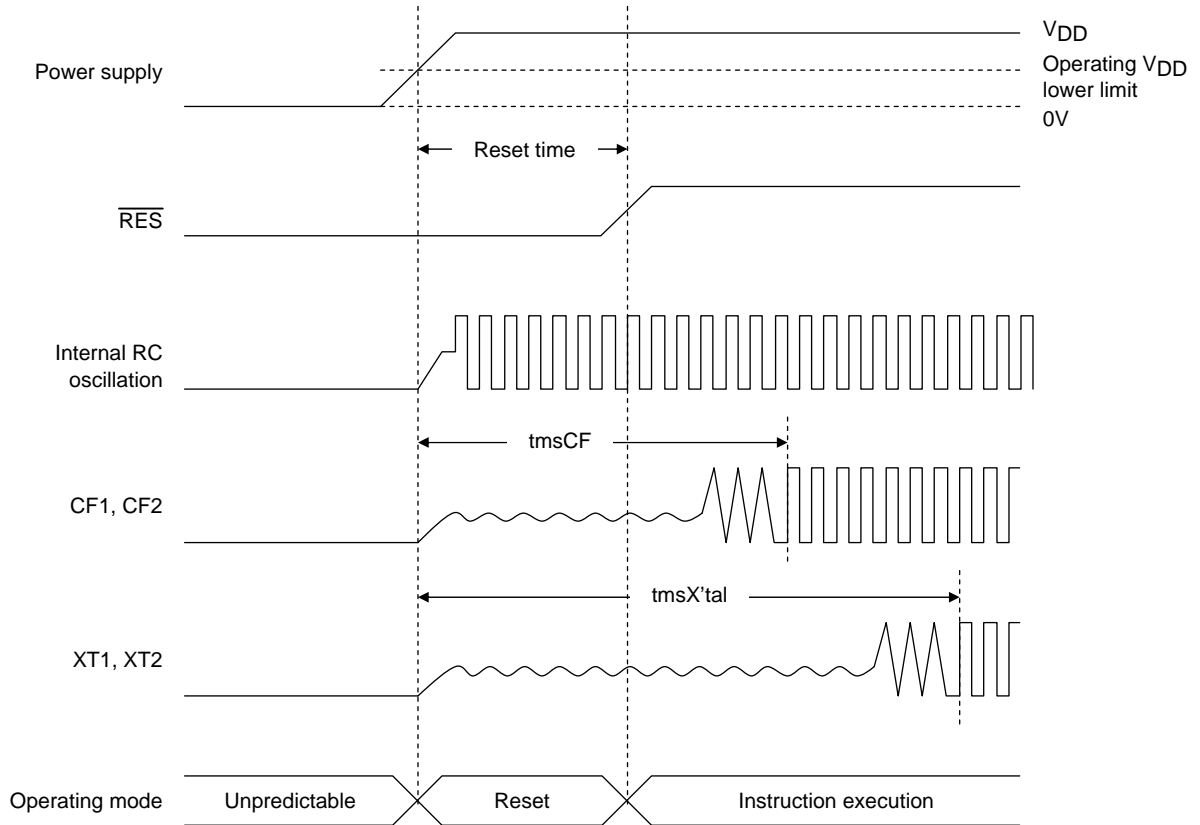 VDD
Power supply
Operating VDD
lower limit
0V
Reset time
RES
Internal RC
oscillation
tmsCF
CF1, CF2
tmsX'tal
XT1, XT2
Operating mode
Unpredictable
Reset
Instruction execution